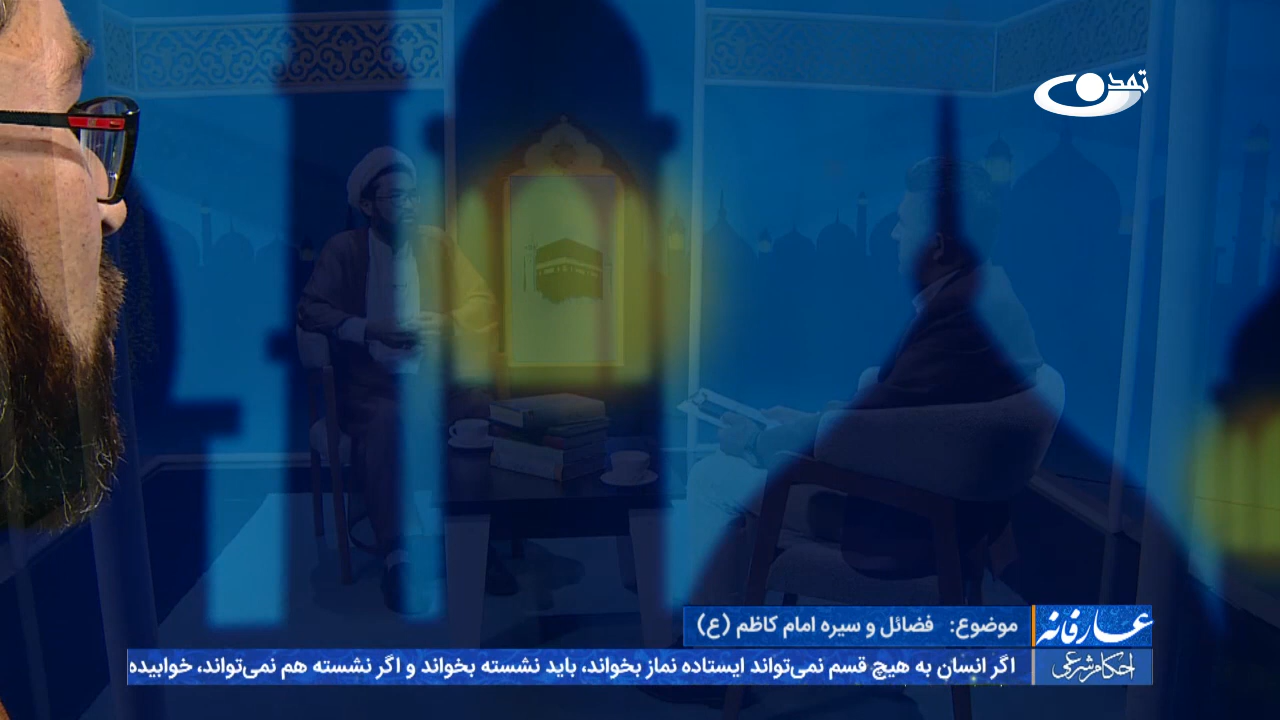 تمدن
موضوع: فضائل و سیره امام کاظم (ع)
عارفانه
اگر انسان به هیچ قسم نمی‌تواند ایستاده نماز بخواند، باید نشسته بخواند و اگر نشسته هم نمی‌تواند، خوابیده
احکام شرعی